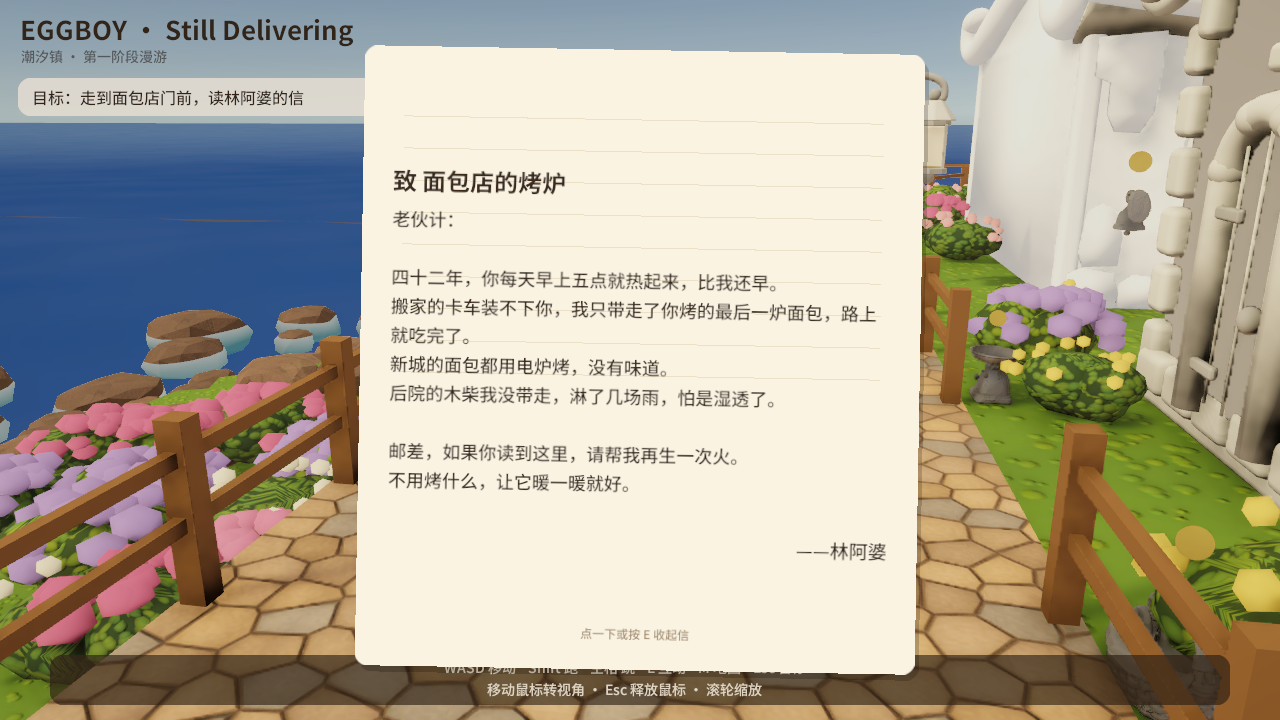 EGGBOY · Still Delivering
潮汐镇 · 第一阶段漫游
目标：走到面包店门前，读林阿婆的信
致 面包店的烤炉
老伙计：
四十二年，你每天早上五点就热起来，比我还早。
搬家的卡车装不下你，我只带走了你烤的最后一炉面包，路上
就吃完了。
新城的面包都用电炉烤，没有味道。
后院的木柴我没带走，淋了几场雨，怕是湿透了。
邮差，如果你读到这里，请帮我再生一次火。
不用烤什么，让它暖一暖就好。
——林阿婆
点一下或按 E 收起信
移动鼠标转视角 · Esc 释放鼠标 · 滚轮缩放